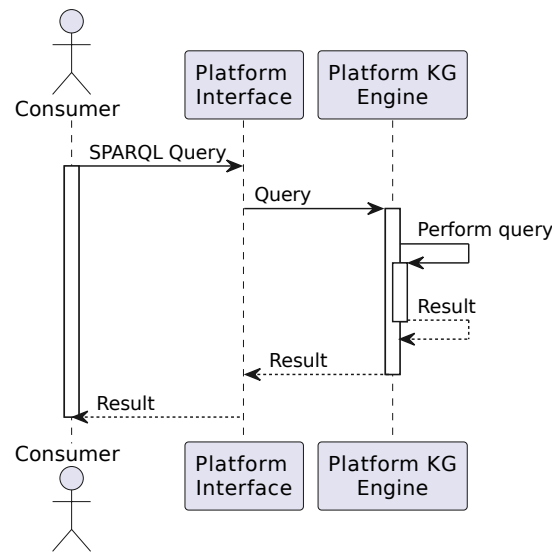 Consumer
Platform
Interface
Platform KG
Engine
SPARQL Query
Query
Perform query
Result
Result
Result
Consumer
Platform
Interface
Platform KG
Engine